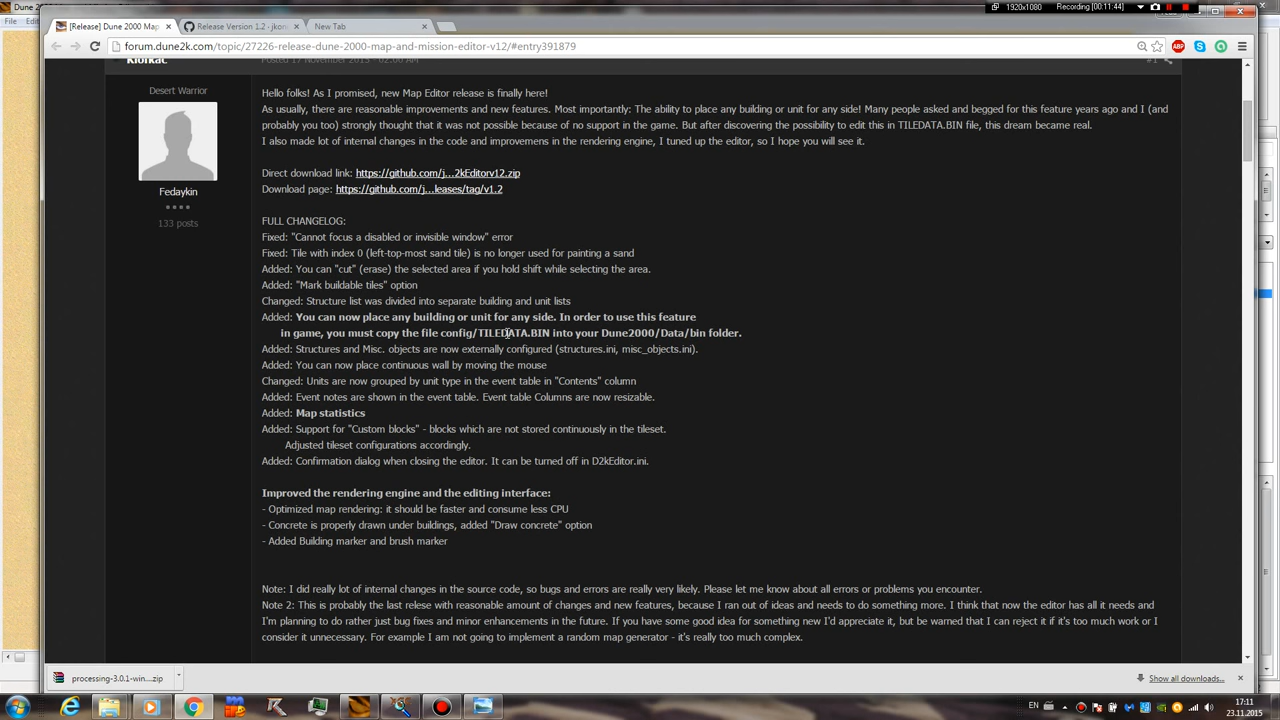 1920x1080
Recording [00:11:44]
File Edi
[Release] Dune 2000 Map
Release Version 1.2 - jkor
New Tab
forum.dune2k.com/topic/27226-release-dune-2000-map-and-mission-editor-v12/#entry391879
Klofkac
Posted 17 November 2015 - 02:00 AM
#1
Desert Warrior
Fedaykin
133 posts
Hello folks! As I promised, new Map Editor release is finally here!
As usually, there are reasonable improvements and new features. Most importantly: The ability to place any building or unit for any side! Many people asked and begged for this feature years ago and I (and
probably you too) strongly thought that it was not possible because of no support in the game. But after discovering the possibility to edit this in TILEDATA.BIN file, this dream became real.
I also made lot of internal changes in the code and improvemens in the rendering engine, I tuned up the editor, so I hope you will see it.
Direct download link: https://github.com/j...2kEditorv12.zip
Download page: https://github.com/j...leases/tag/v1.2
FULL CHANGELOG:
Fixed: "Cannot focus a disabled or invisible window" error
Fixed: Tile with index 0 (left-top-most sand tile) is no longer used for painting a sand
Added: You can "cut" (erase) the selected area if you hold shift while selecting the area.
Added: "Mark buildable tiles" option
Changed: Structure list was divided into separate building and unit lists
Added: You can now place any building or unit for any side. In order to use this feature
in game, you must copy the file config/TILEDATA.BIN into your Dune2000/Data/bin folder.
Added: Structures and Misc. objects are now externally configured (structures.ini, misc_objects.ini).
Added: You can now place continuous wall by moving the mouse
Changed: Units are now grouped by unit type in the event table in "Contents" column
Added: Event notes are shown in the event table. Event table Columns are now resizable.
Added: Map statistics
Added: Support for "Custom blocks" - blocks which are not stored continuously in the tileset.
Adjusted tileset configurations accordingly.
Added: Confirmation dialog when closing the editor. It can be turned off in D2kEditor.ini.
Improved the rendering engine and the editing interface:
- Optimized map rendering: it should be faster and consume less CPU
- Concrete is properly drawn under buildings, added "Draw concrete" option
- Added Building marker and brush marker
Note: I did really lot of internal changes in the source code, so bugs and errors are really very likely. Please let me know about all errors or problems you encounter.
Note 2: This is probably the last relese with reasonable amount of changes and new features, because I ran out of ideas and needs to do something more. I think that now the editor has all it needs and
I'm planning to do rather just bug fixes and minor enhancements in the future. If you have some good idea for something new I'd appreciate it, but be warned that I can reject it if it's too much work or I
consider it unnecessary. For example I am not going to implement a random map generator - it's really too much complex.
processing-3.0.1-win....zip
Show all downloads...
EN
17:11
23.11.2015